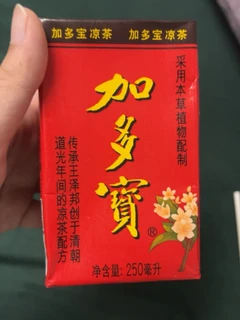 加多宝凉茶 加多宝凉茶
采用本草植物配制
加多寶®
传承王泽邦创于清朝
道光年间的凉茶配方
净含量: 250毫升